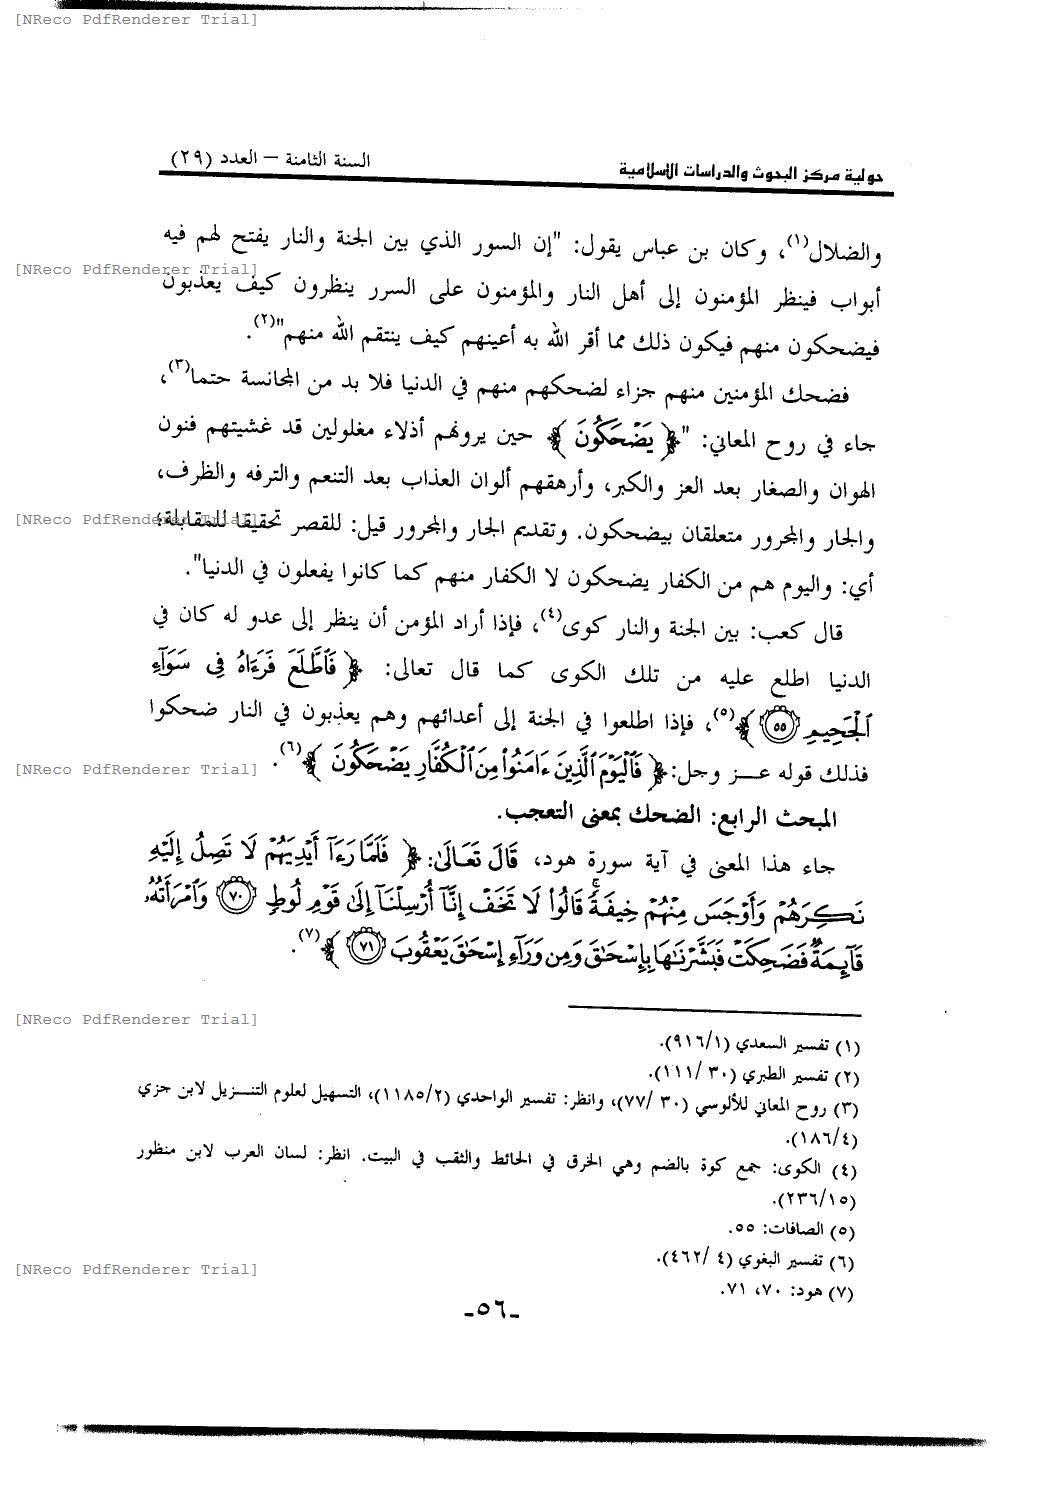 [NReco PdfRenderer Trial]
حولية مركز البحوث والدراسات الإسلامية
السنة الثامنة – العدد (٢٩)
والضلال(١)، وكان بن عباس يقول: "إن السور الذي بين الجنة والنار يفتح لهم فيه
[NReco PdfRenderer Trial]
أبواب فينظر المؤمنون إلى أهل النار والمؤمنون على السرر ينظرون كيف يعذبون
فيضحكون منهم فيكون ذلك مما أقر الله به أعينهم كيف ينتقم الله منهم"(٢).
فضحك المؤمنين منهم جزاء لضحكهم منهم في الدنيا فلا بد من المجانسة حتما(٣)،
جاء في روح المعاني: "﴿ يَضْحَكُونَ ﴾ حين يرونهم أذلاء مغلولين قد غشيتهم فنون
الهوان والصغار بعد العز والكبر، وأرهقهم ألوان العذاب بعد التنعم والترفه والظرف،
[NReco PdfRenderer Trial]
والجار والمجرور متعلقان بيضحكون. وتقديم الجار والمجرور قيل: للقصر تحقيقا للمقابلة؛
أي: واليوم هم من الكفار يضحكون لا الكفار منهم كما كانوا يفعلون في الدنيا".
قال كعب: بين الجنة والنار كوى(٤)، فإذا أراد المؤمن أن ينظر إلى عدو له كان في
الدنيا اطلع عليه من تلك الكوى كما قال تعالى: ﴿ فَٱطَّلَعَ فَرَءَاهُ فِى سَوَآءِ
ٱلْجَحِيمِ ٥٥ ﴾(٥)، فإذا اطلعوا في الجنة إلى أعدائهم وهم يعذبون في النار ضحكوا
[NReco PdfRenderer Trial]
فذلك قوله عــز وجل:﴿ فَٱلْيَوْمَ ٱلَّذِينَ ءَامَنُوا۟ مِنَ ٱلْكُفَّارِ يَضْحَكُونَ ﴾(٦).
المبحث الرابع: الضحك بمعنى التعجب.
جاء هذا المعنى في آية سورة هود، قَالَ تَعَالَىٰ: ﴿ فَلَمَّا رَءَآ أَيْدِيَهُمْ لَا تَصِلُ إِلَيْهِ
نَكِرَهُمْ وَأَوْجَسَ مِنْهُمْ خِيفَةً ۚ قَالُوا۟ لَا تَخَفْ إِنَّآ أُرْسِلْنَآ إِلَىٰ قَوْمِ لُوطٍ ٧٠ وَٱمْرَأَتُهُۥ
قَآئِمَةٌ فَضَحِكَتْ فَبَشَّرْنَـٰهَا بِإِسْحَـٰقَ وَمِن وَرَآءِ إِسْحَـٰقَ يَعْقُوبَ ٧١ ﴾(٧).
[NReco PdfRenderer Trial]
(١) تفسير السعدي (٩١٦/١).
(٢) تفسير الطبري (٣٠ /١١١).
(٣) روح المعاني للألوسي (٣٠ /٧٧)، وانظر: تفسير الواحدي (١١٨٥/٢)، التسهيل لعلوم التنــزيل لابن جزي
(١٨٦/٤).
(٤) الكوى: جمع كوة بالضم وهي الخرق في الحائط والثقب في البيت. انظر: لسان العرب لابن منظور
(٢٣٦/١٥).
(٥) الصافات: ٥٥.
(٦) تفسير البغوي (٤ /٤٦٢).
[NReco PdfRenderer Trial]
(٧) هود: ٧٠، ٧١.
-٥٦-